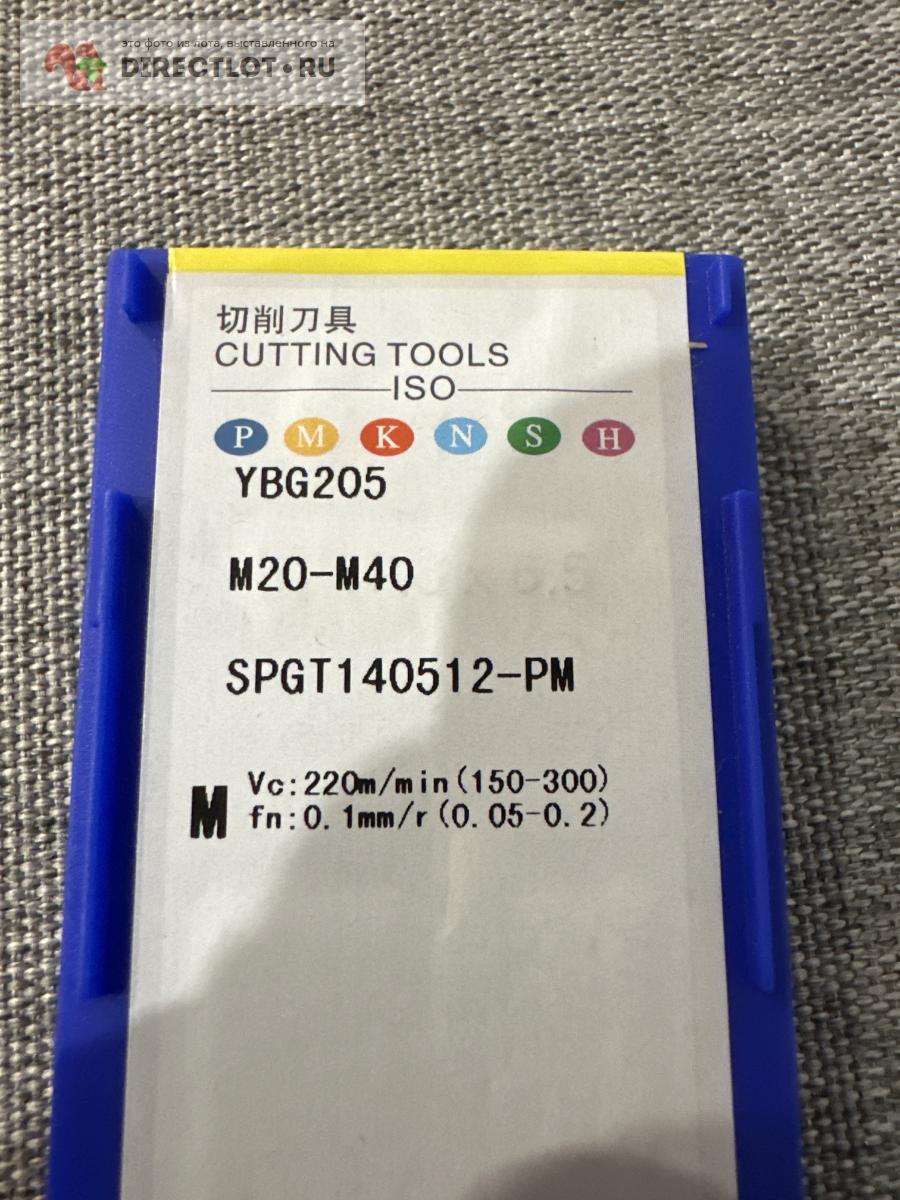 это фото из лота, выставленного на
DIRECTLOT.RU
切削刀具
CUTTING TOOLS
ISO
P M K N S H
YBG205
M20-M40
SPGT140512-PM
M
Vc:220m/min(150-300)
fn:0.1mm/r(0.05-0.2)